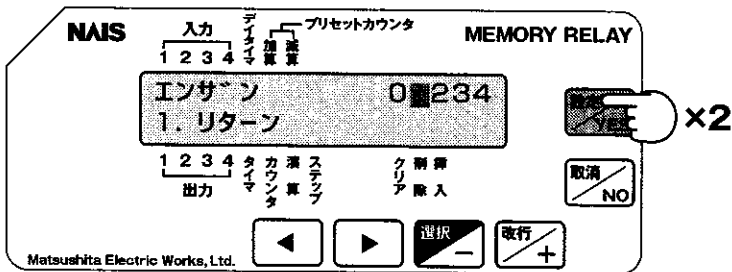 NAiS
入力
1 2 3 4
デイタイマ
加算
減算
プリセットカウンタ
MEMORY RELAY
エンザン 0 234
1. リターン
YES
×2
1 2 3 4
出力
タイマ
カウンタ
演算
ステップ
クリア
削除
挿入
取消/NO
◀
▶
選択/−
改行/+
Matsushita Electric Works, Ltd.